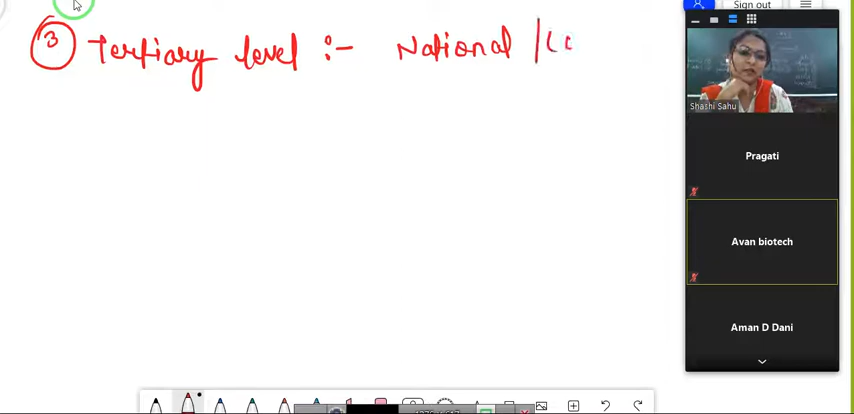 Sign out
③ Tertiary level :- National /
Shashi Sahu
Pragati
Avan biotech
Aman D Dani